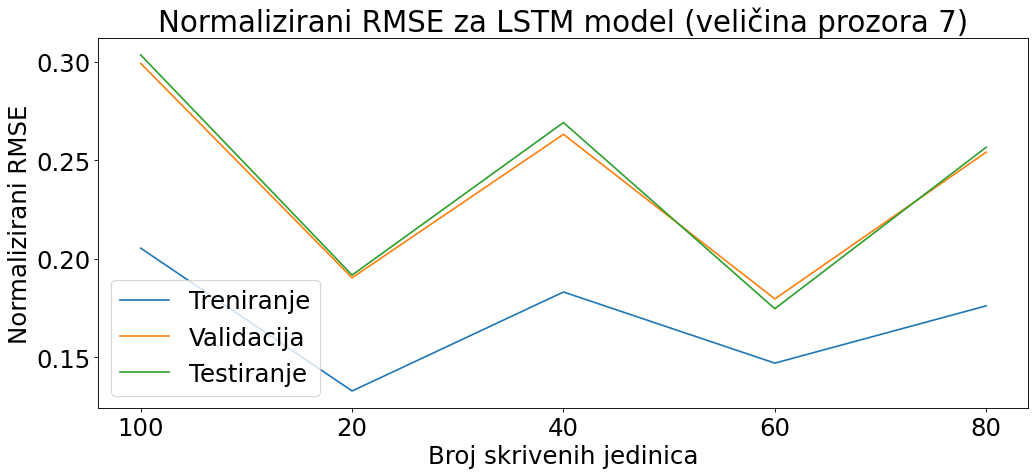 Normalizirani RMSE za LSTM model (veličina prozora 7)
Normalizirani RMSE
0.30
0.25
0.20
0.15
Treniranje
Validacija
Testiranje
100 20 40 60 80
Broj skrivenih jedinica